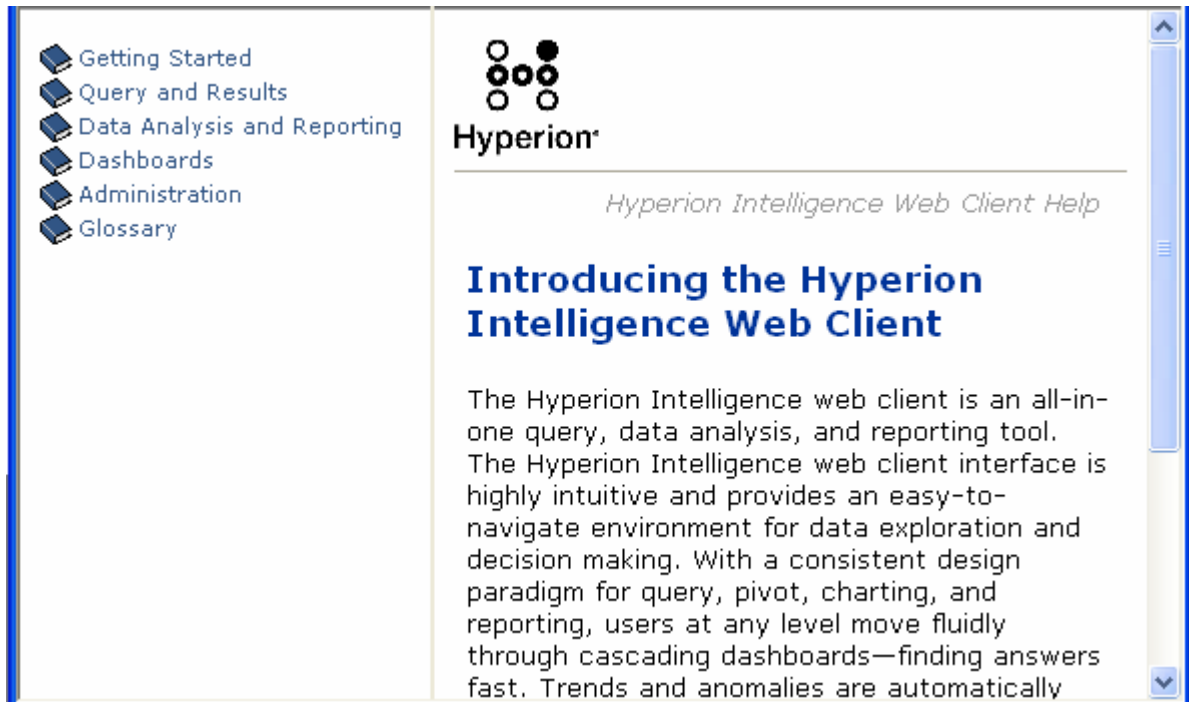 Getting Started
Query and Results
Data Analysis and Reporting
Dashboards
Administration
Glossary
Hyperion
Hyperion Intelligence Web Client Help
Introducing the Hyperion
Intelligence Web Client
The Hyperion Intelligence web client is an all-in-
one query, data analysis, and reporting tool.
The Hyperion Intelligence web client interface is
highly intuitive and provides an easy-to-
navigate environment for data exploration and
decision making. With a consistent design
paradigm for query, pivot, charting, and
reporting, users at any level move fluidly
through cascading dashboards—finding answers
fast. Trends and anomalies are automatically